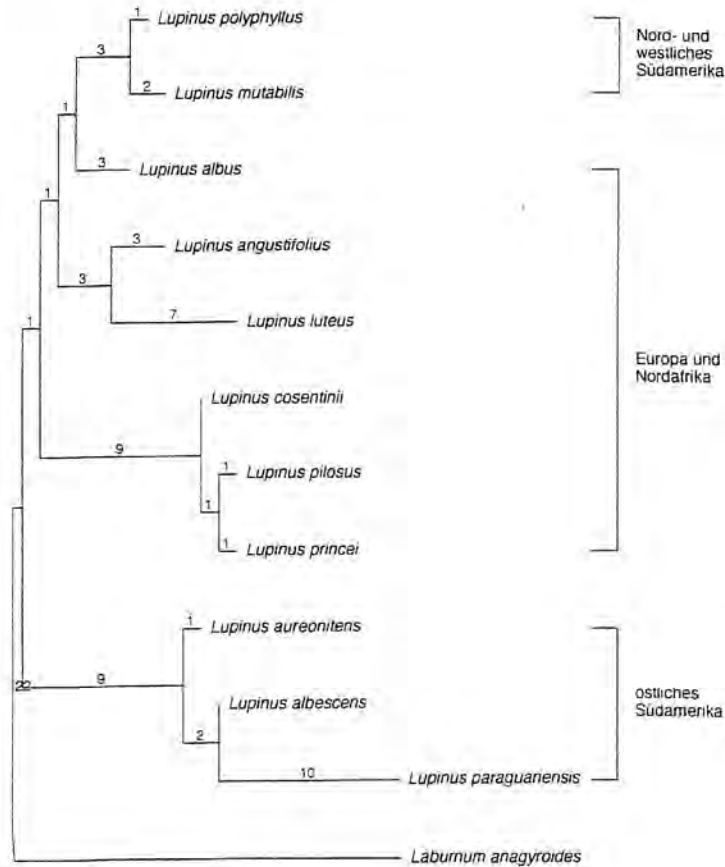 1
Lupinus polyphyllus
3
2
Lupinus mutabilis
Nord- und
westliches
Südamerika
1
3
Lupinus albus
1
3
Lupinus angustifolius
3
7
Lupinus luteus
1
Europa und
Nordafrika
Lupinus cosentinii
9
1
Lupinus pilosus
1
1
Lupinus princei
1
Lupinus aureonitens
22
9
Lupinus albescens
östliches
Südamerika
2
10
Lupinus paraguariensis
Laburnum anagyroides